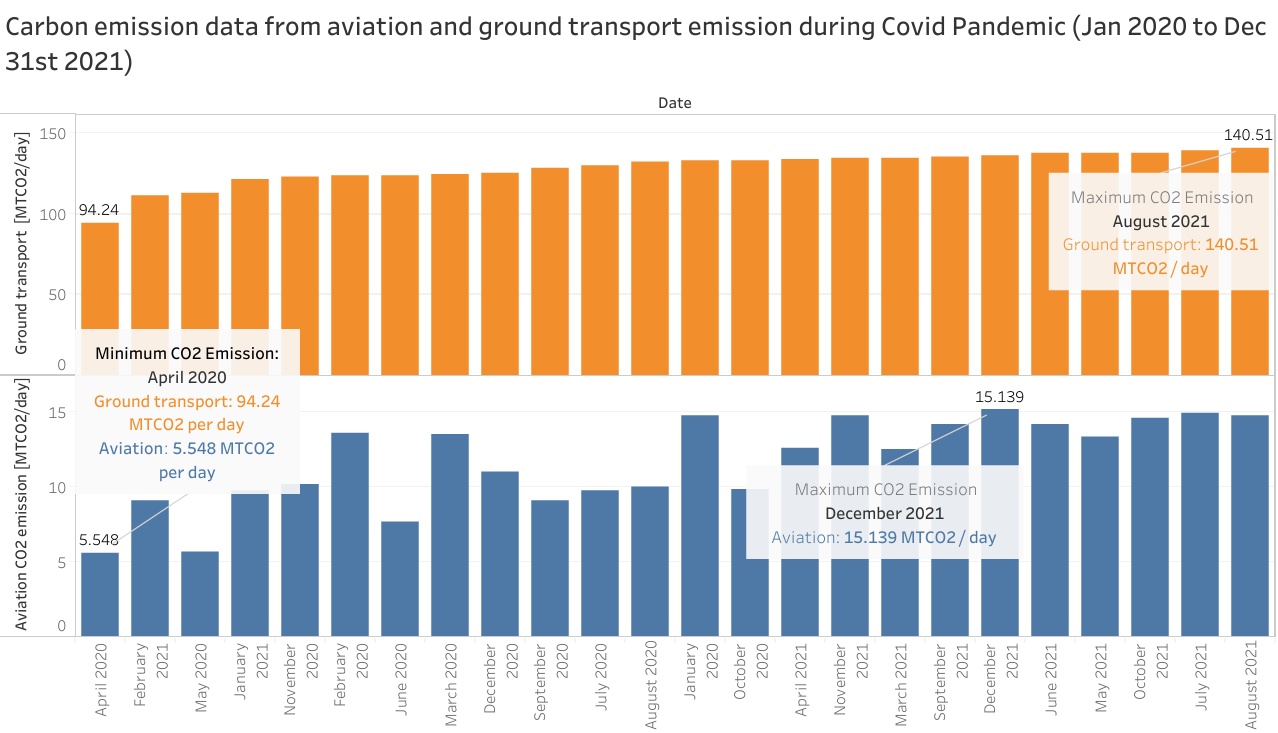 Carbon emission data from aviation and ground transport emission during Covid Pandemic (Jan 2020 to Dec
31st 2021)
Date
Ground transport [MTCO2/day]
150
100
50
0
94.24
140.51
Maximum CO2 Emission
August 2021
Ground transport: 140.51
MTCO2 / day
Minimum CO2 Emission:
April 2020
Ground transport: 94.24
MTCO2 per day
Aviation: 5.548 MTCO2
per day
Aviation CO2 emission [MTCO2/day]
15
10
5
0
5.548
15.139
Maximum CO2 Emission
December 2021
Aviation: 15.139 MTCO2 / day
April 2020
February
2021
May 2020
January
2021
November
2020
February
2020
June 2020
March 2020
December
2020
September
2020
July 2020
August 2020
January
2020
October
2020
April 2021
November
2021
March 2021
September
2021
December
2021
June 2021
May 2021
October
2021
July 2021
August 2021